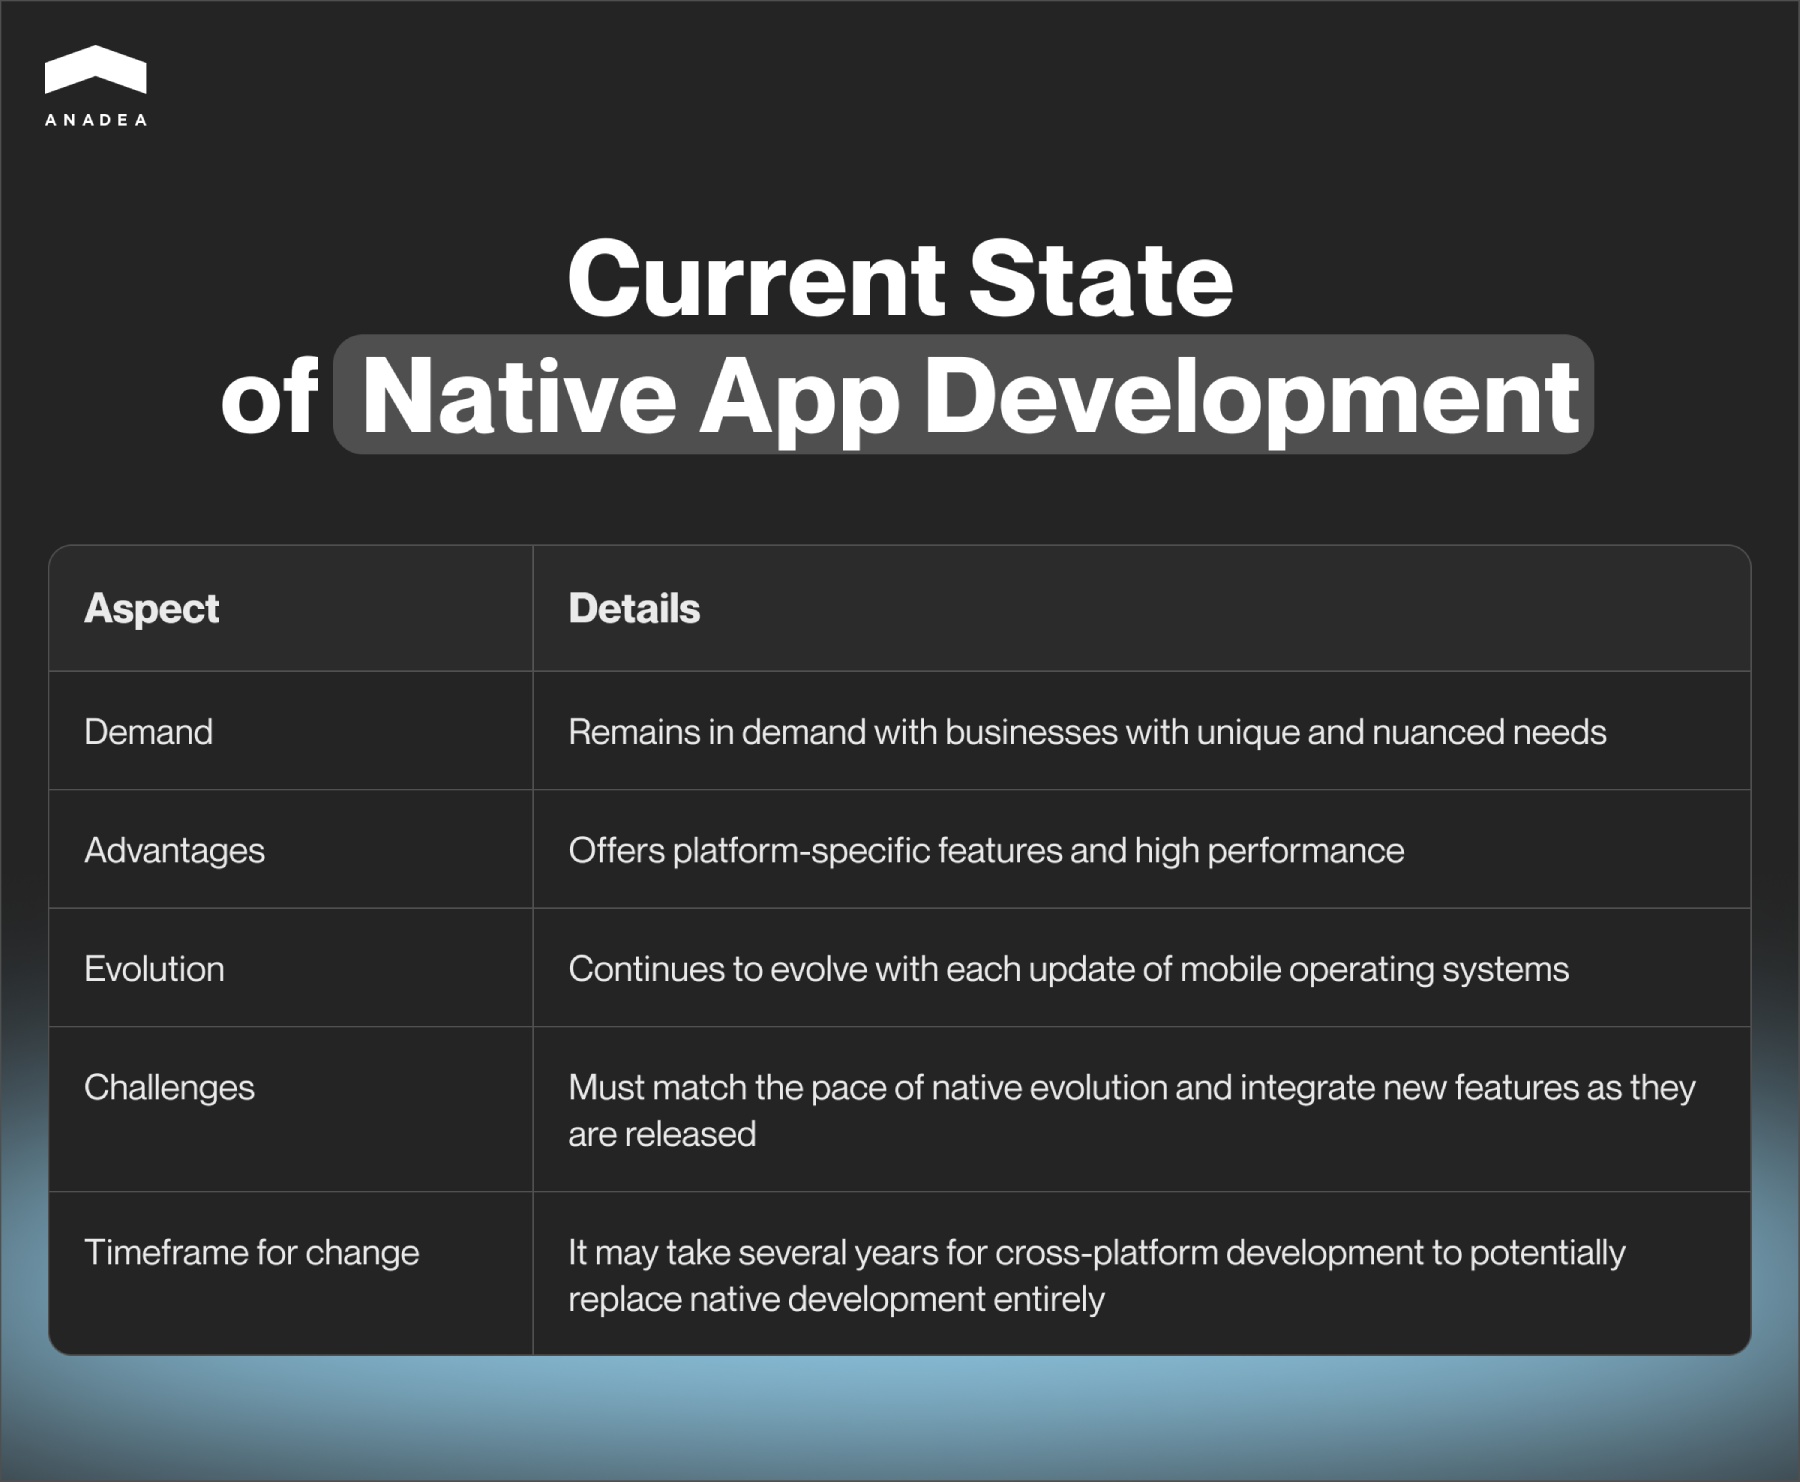 ANADEA
Current State
of Native App Development
Aspect
Details
Demand
Remains in demand with businesses with unique and nuanced needs
Advantages
Offers platform-specific features and high performance
Evolution
Continues to evolve with each update of mobile operating systems
Challenges
Must match the pace of native evolution and integrate new features as they
are released
Timeframe for change
It may take several years for cross-platform development to potentially
replace native development entirely